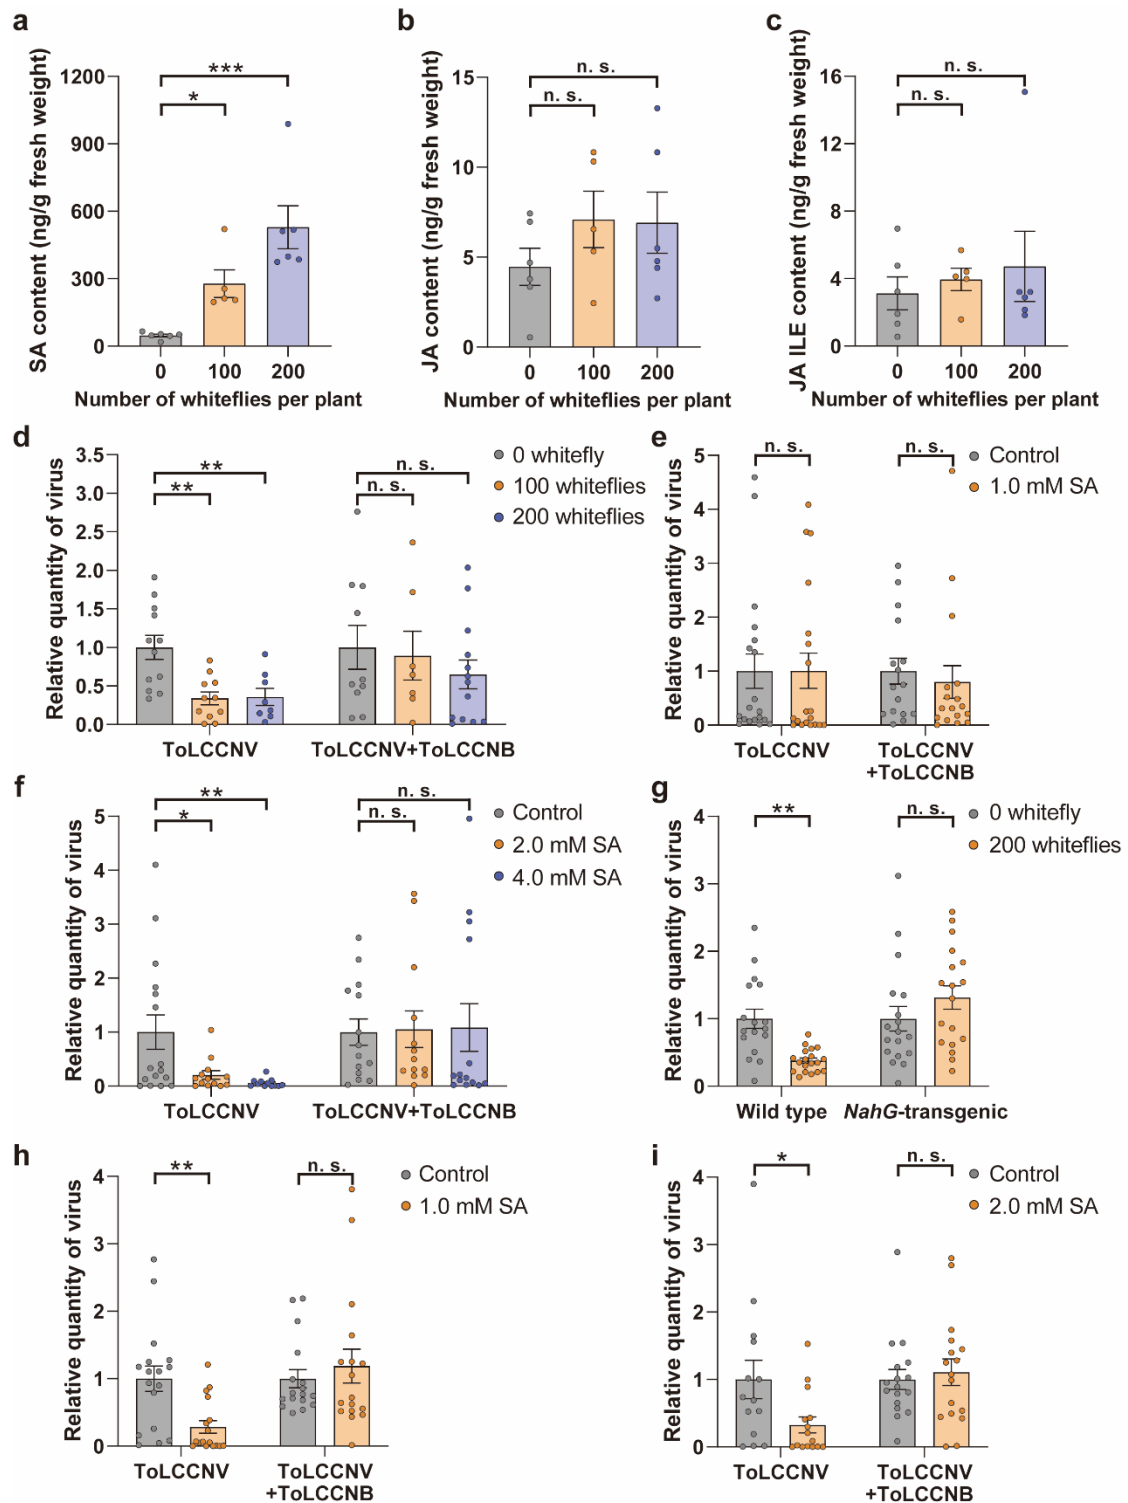 a
SA content (ng/g fresh weight)
1200
900
600
300
0
***
*
0 100 200
Number of whiteflies per plant
b
JA content (ng/g fresh weight)
15
10
5
0
n. s.
n. s.
0 100 200
Number of whiteflies per plant
c
JA ILE content (ng/g fresh weight)
16
12
8
4
0
n. s.
n. s.
0 100 200
Number of whiteflies per plant
d
Relative quantity of virus
3.5
3.0
2.5
2.0
1.5
1.0
0.5
0.0
**
**
n. s.
n. s.
0 whitefly
100 whiteflies
200 whiteflies
ToLCCNV ToLCCNV+ToLCCNB
e
Relative quantity of virus
5
4
3
2
1
0
n. s.
n. s.
Control
1.0 mM SA
ToLCCNV ToLCCNV
+ToLCCNB
f
Relative quantity of virus
5
4
3
2
1
0
**
*
n. s.
n. s.
Control
2.0 mM SA
4.0 mM SA
ToLCCNV ToLCCNV+ToLCCNB
g
Relative quantity of virus
4
3
2
1
0
**
n. s.
0 whitefly
200 whiteflies
Wild type NahG-transgenic
h
Relative quantity of virus
4
3
2
1
0
**
n. s.
Control
1.0 mM SA
ToLCCNV ToLCCNV
+ToLCCNB
i
Relative quantity of virus
4
3
2
1
0
*
n. s.
Control
2.0 mM SA
ToLCCNV ToLCCNV
+ToLCCNB